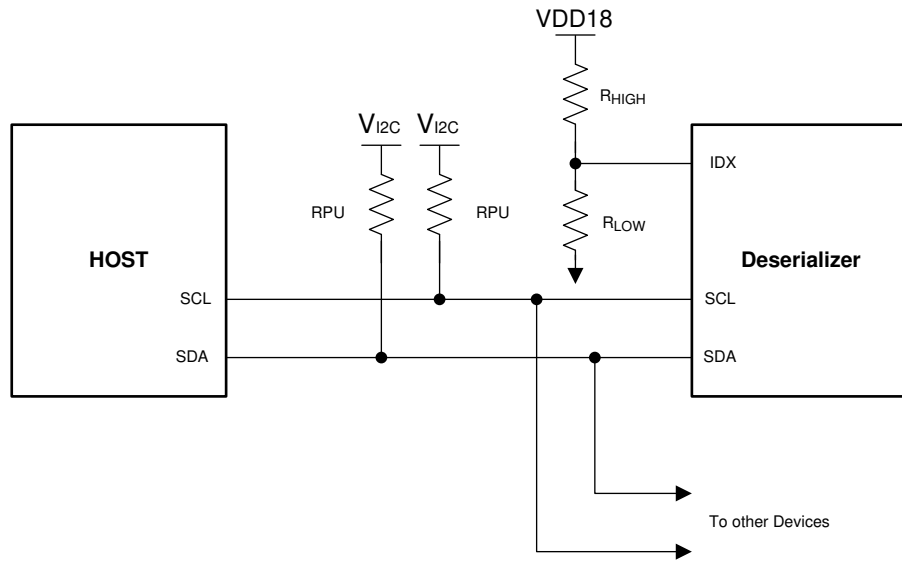 VDD18
RHIGH
VI2C VI2C
IDX
RPU RPU
RLOW
HOST Deserializer
SCL SCL
SDA SDA
To other Devices